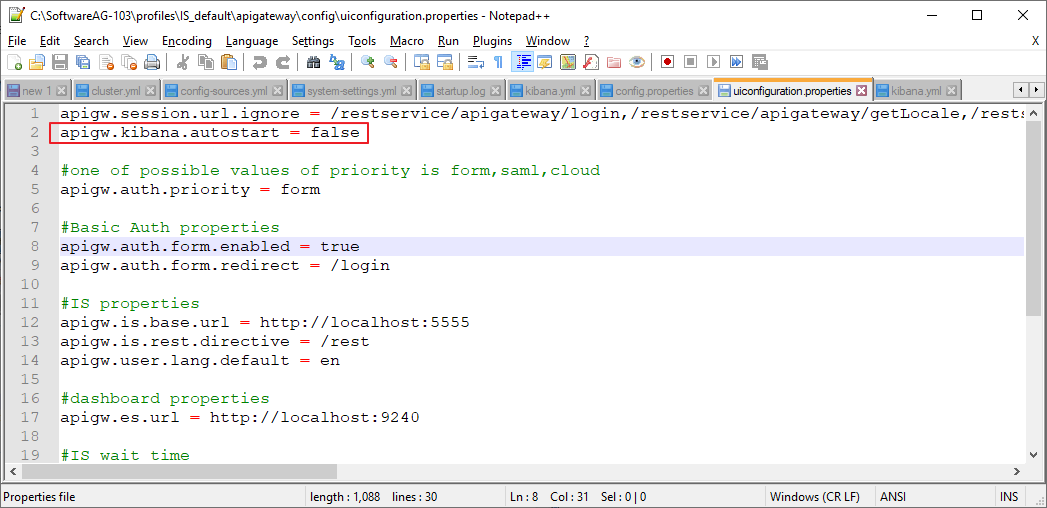 C:\SoftwareAG-103\profiles\IS_default\apigateway\config\uiconfiguration.properties - Notepad++
File Edit Search View Encoding Language Settings Tools Macro Run Plugins Window ? X
new 1 cluster.yml config-sources.yml system-settings.yml startup.log kibana.yml config.properties uiconfiguration.properties kibana.yml
1 apigw.session.url.ignore = /restservice/apigateway/login,/restservice/apigateway/getLocale,/rests
2 apigw.kibana.autostart = false
3
4 #one of possible values of priority is form,saml,cloud
5 apigw.auth.priority = form
6
7 #Basic Auth properties
8 apigw.auth.form.enabled = true
9 apigw.auth.form.redirect = /login
10
11 #IS properties
12 apigw.is.base.url = http://localhost:5555
13 apigw.is.rest.directive = /rest
14 apigw.user.lang.default = en
15
16 #dashboard properties
17 apigw.es.url = http://localhost:9240
18
19 #IS wait time
Properties file length : 1,088 lines : 30 Ln : 8 Col : 31 Sel : 0 | 0 Windows (CR LF) ANSI INS